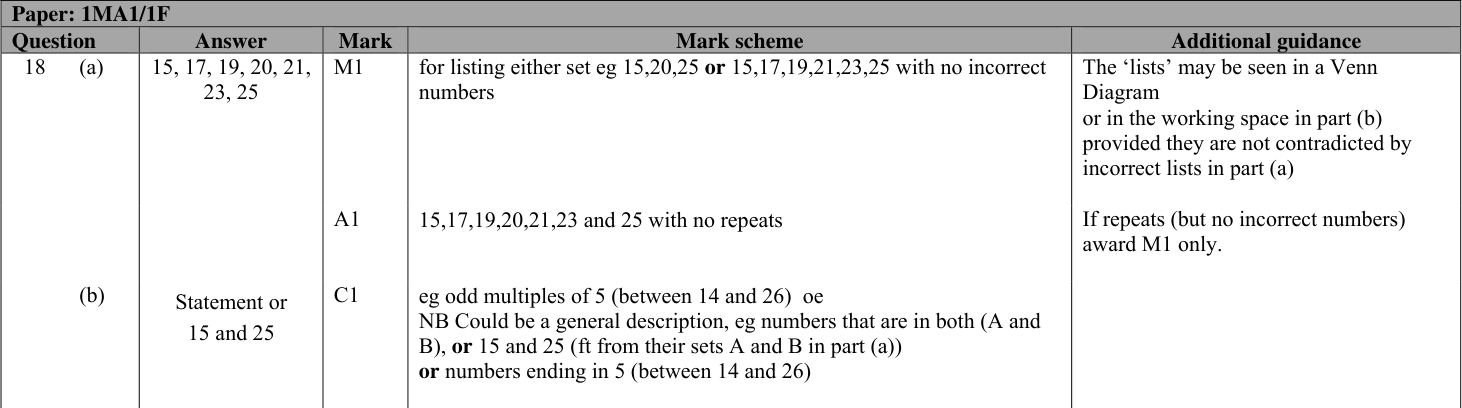 Paper: 1MA1/1F
Question Answer Mark Mark scheme Additional guidance
18 (a) 15, 17, 19, 20, 21, M1 for listing either set eg 15,20,25 or 15,17,19,21,23,25 with no incorrect The ‘lists’ may be seen in a Venn
23, 25 numbers Diagram
or in the working space in part (b)
provided they are not contradicted by
incorrect lists in part (a)
A1 15,17,19,20,21,23 and 25 with no repeats If repeats (but no incorrect numbers)
award M1 only.
(b) Statement or C1 eg odd multiples of 5 (between 14 and 26) oe
NB Could be a general description, eg numbers that are in both (A and
15 and 25 B), or 15 and 25 (ft from their sets A and B in part (a))
or numbers ending in 5 (between 14 and 26)